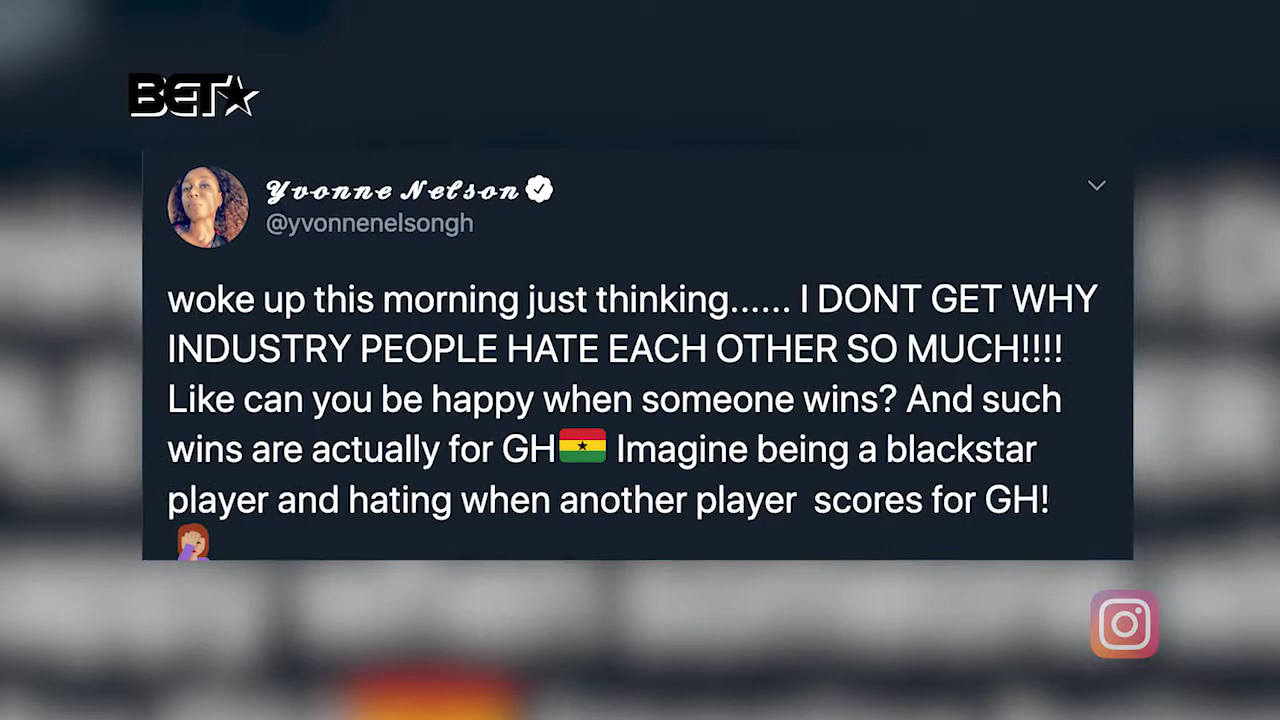 BET
Yvonne Nelson
@yvonnenelsongh
woke up this morning just thinking...... I DONT GET WHY
INDUSTRY PEOPLE HATE EACH OTHER SO MUCH!!!!
Like can you be happy when someone wins? And such
wins are actually for GH🇬🇭 Imagine being a blackstar
player and hating when another player  scores for GH!